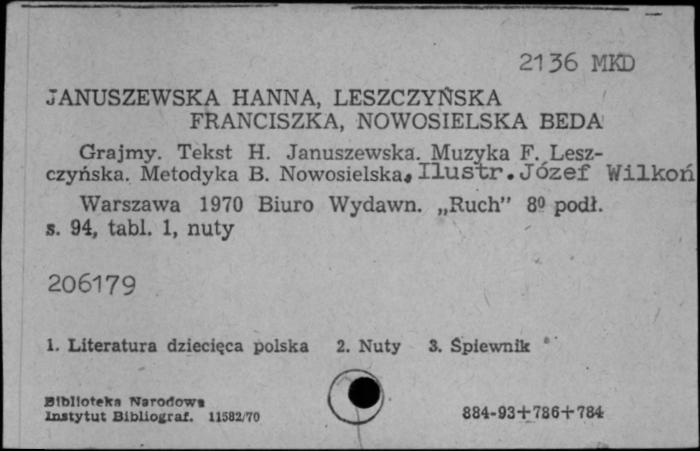 2136 MKD
JANUSZEWSKA HANNA, LESZCZYŃSKA
FRANCISZKA, NOWOSIELSKA BEDA
Grajmy. Tekst H. Januszewska. Muzyka F. Lesz-
czyńska. Metodyka B. Nowosielska. Ilustr. Józef Wilkoń
Warszawa 1970 Biuro Wydawn. „Ruch” 8º podł.
s. 94, tabl. 1, nuty
206179
1. Literatura dziecięca polska 2. Nuty 3. Śpiewnik
Biblioteka Narodowa
Instytut Bibliograf. 11582/70
884-93+786+784